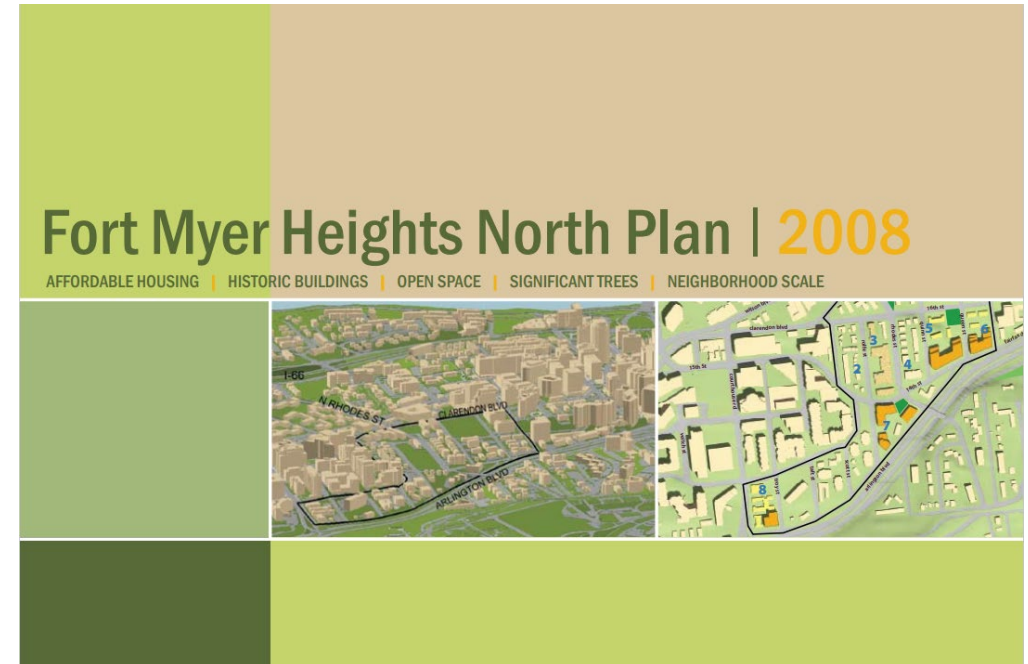 Fort Myer Heights North Plan | 2008
AFFORDABLE HOUSING | HISTORIC BUILDINGS | OPEN SPACE | SIGNIFICANT TREES | NEIGHBORHOOD SCALE
I-66
N RHODES ST.
CLARENDON BLVD
ARLINGTON BLVD
clarendon blvd
15th St
3
2
4
5
6
7
8
arlington blvd